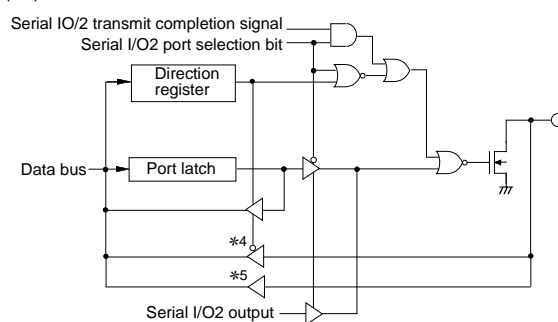 Serial IO/2 transmit completion signal
Serial I/O2 port selection bit
Direction
register
Data bus
Port latch
*4
*5
Serial I/O2 output